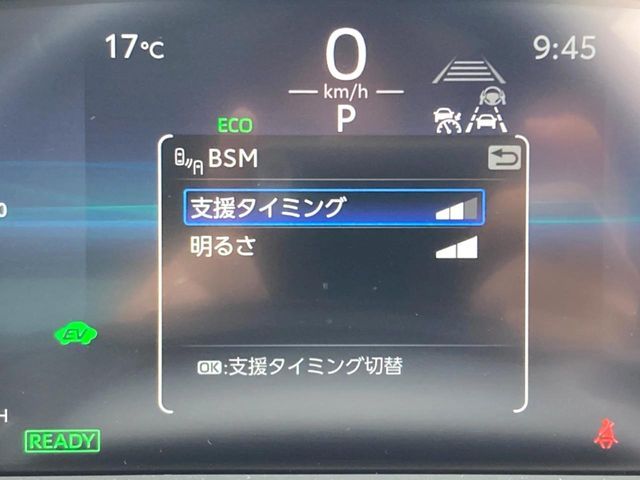 17℃
0
9:45
km/h
P
ECO
BSM
支援タイミング
明るさ
0
EV
OK:支援タイミング切替
H
READY